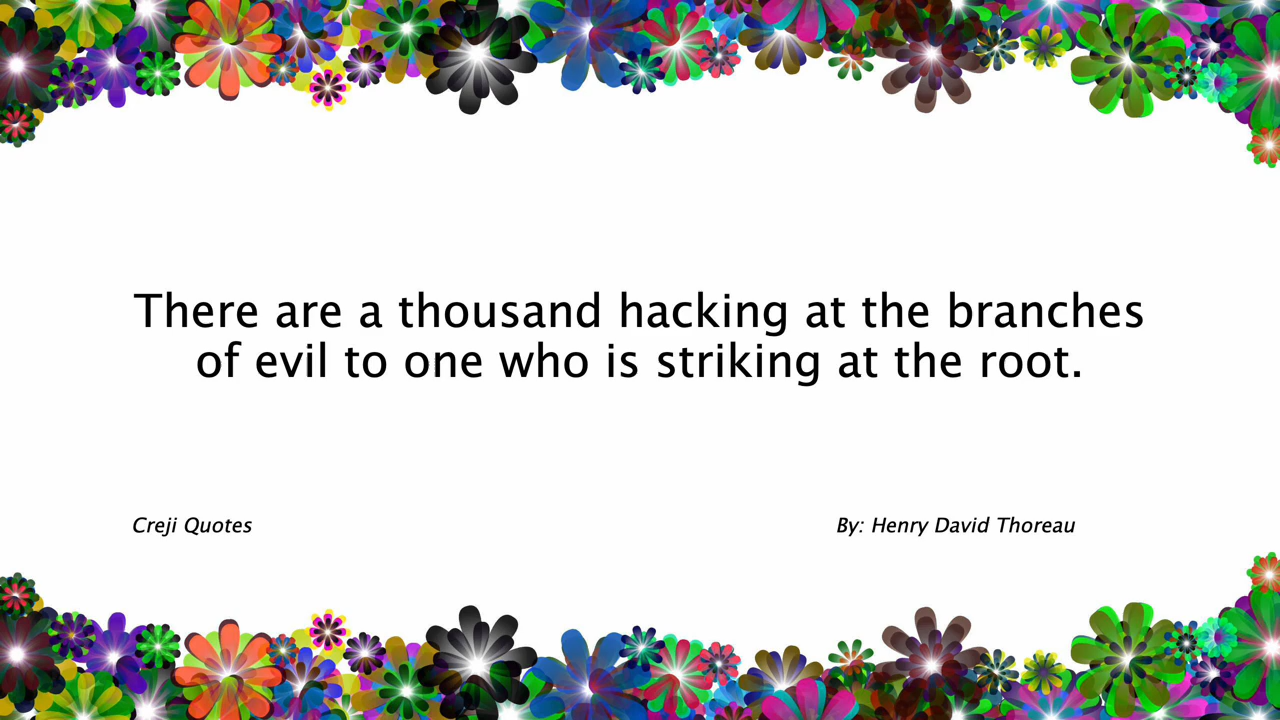 There are a thousand hacking at the branches
of evil to one who is striking at the root.
Creji Quotes
By: Henry David Thoreau